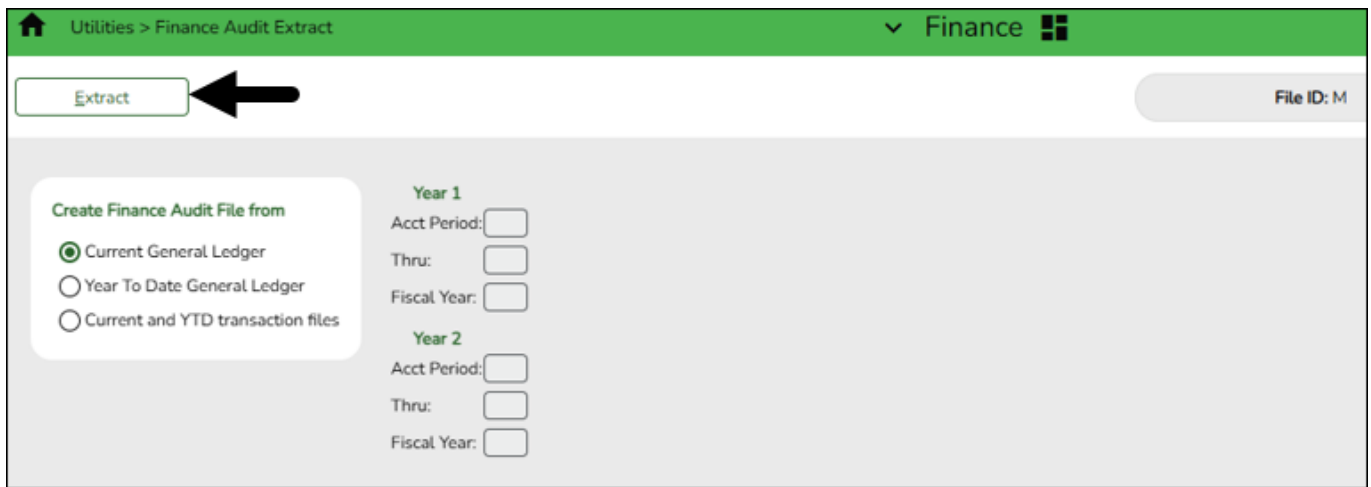 Utilities > Finance Audit Extract
Finance
Extract
File ID: M
Create Finance Audit File from
Current General Ledger
Year To Date General Ledger
Current and YTD transaction files
Year 1
Acct Period:
Thru:
Fiscal Year:
Year 2
Acct Period:
Thru:
Fiscal Year: